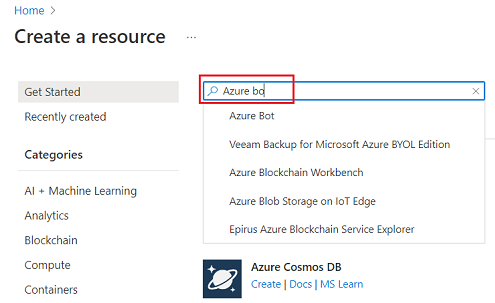 Home >
Create a resource ...
Get Started
Recently created
Categories
AI + Machine Learning
Analytics
Blockchain
Compute
Containers
Azure bo
Azure Bot
Veeam Backup for Microsoft Azure BYOL Edition
Azure Blockchain Workbench
Azure Blob Storage on IoT Edge
Epirus Azure Blockchain Service Explorer
Azure Cosmos DB
Create | Docs | MS Learn